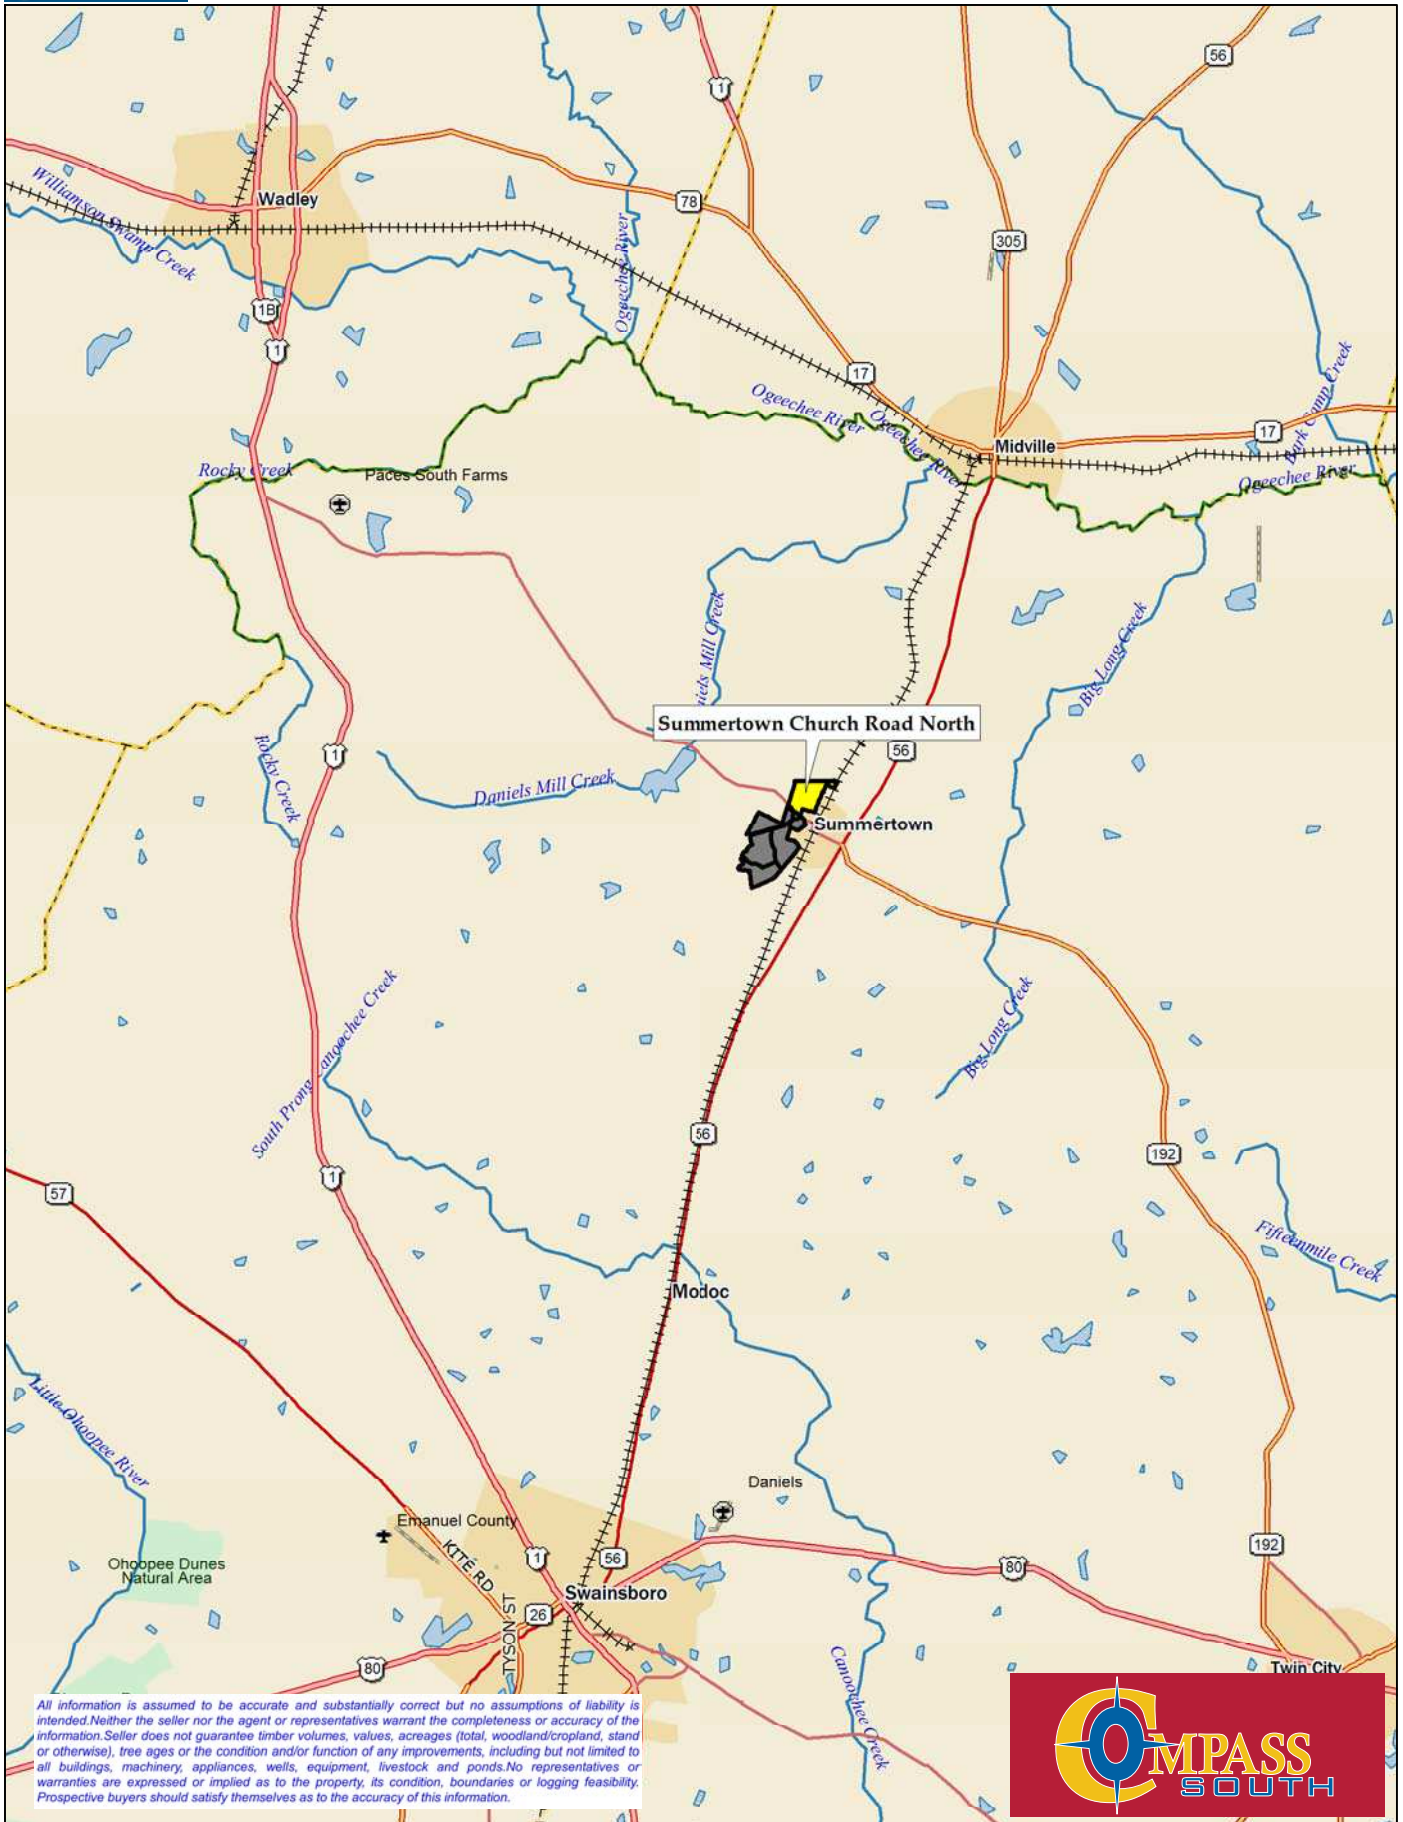 56
1
Wadley
Williamson Swamp Creek
78
305
Ogeechee River
1B
1
17
Ogeechee River
Ogeechee River
Bark Camp Creek
17
Midville
Rocky Creek
Paces South Farms
Ogeechee River
iels Mill Creek
Big Long Creek
Summertown Church Road North
56
1
Rocky Creek
Daniels Mill Creek
Summertown
South Prong Canoochee Creek
Big Long Creek
56
192
1
57
Fifteenmile Creek
Modoc
Little Ohoopee River
Daniels
Emanuel County
KITE RD
1
56
192
Ohoopee Dunes
Natural Area
80
Swainsboro
26
TYSON ST
80
Canoochee Creek
Twin City
All information is assumed to be accurate and substantially correct but no assumptions of liability is
intended.Neither the seller nor the agent or representatives warrant the completeness or accuracy of the
information.Seller does not guarantee timber volumes, values, acreages (total, woodland/cropland, stand
or otherwise), tree ages or the condition and/or function of any improvements, including but not limited to
all buildings, machinery, appliances, wells, equipment, livestock and ponds.No representatives or
warranties are expressed or implied as to the property, its condition, boundaries or logging feasibility.
Prospective buyers should satisfy themselves as to the accuracy of this information.
COMPASS
SOUTH